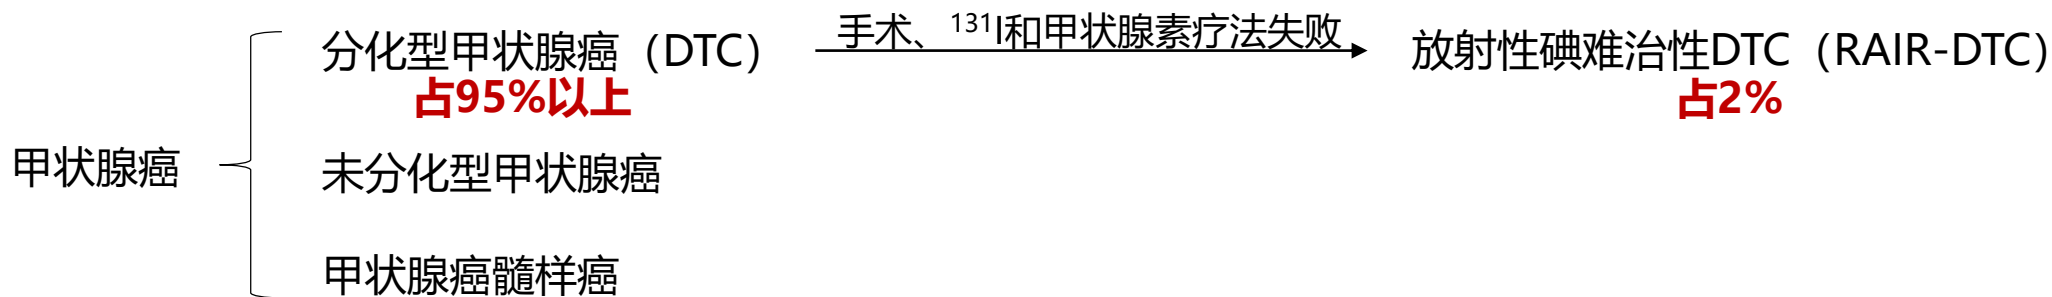 分化型甲状腺癌（DTC）
占95%以上
手术、¹³¹I和甲状腺素疗法失败
放射性碘难治性DTC（RAIR-DTC）
占2%
甲状腺癌
未分化型甲状腺癌
甲状腺癌髓样癌